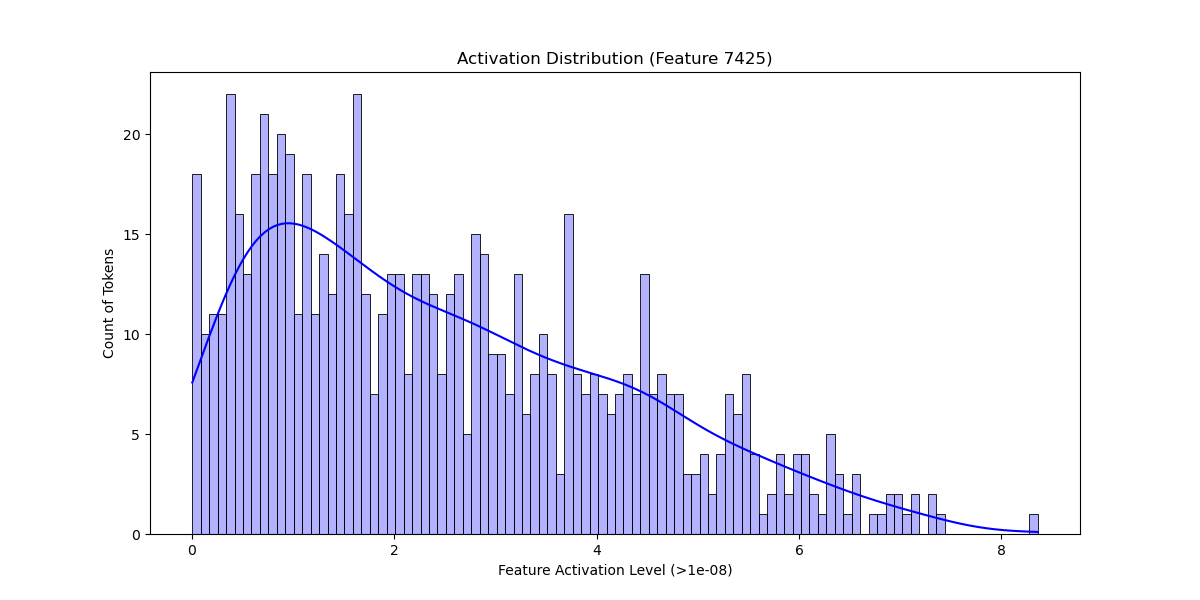 Activation Distribution (Feature 7425)
Count of Tokens
20
15
10
5
0
0 2 4 6 8
Feature Activation Level (>1e-08)